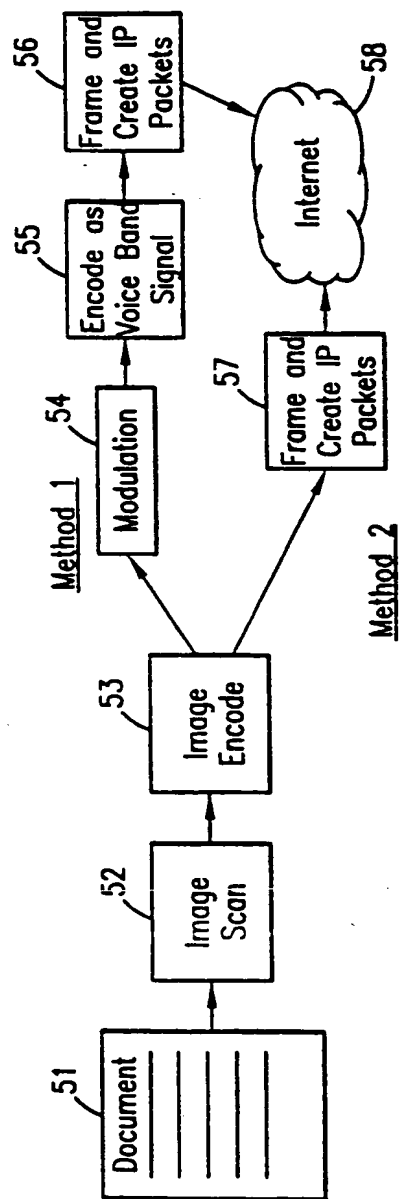 51
Document
52
Image
Scan
53
Image
Encode
Method 1
54
Modulation
55
Encode as
Voice Band
Signal
56
Frame and
Create IP
Packets
Method 2
57
Frame and
Create IP
Packets
58
Internet